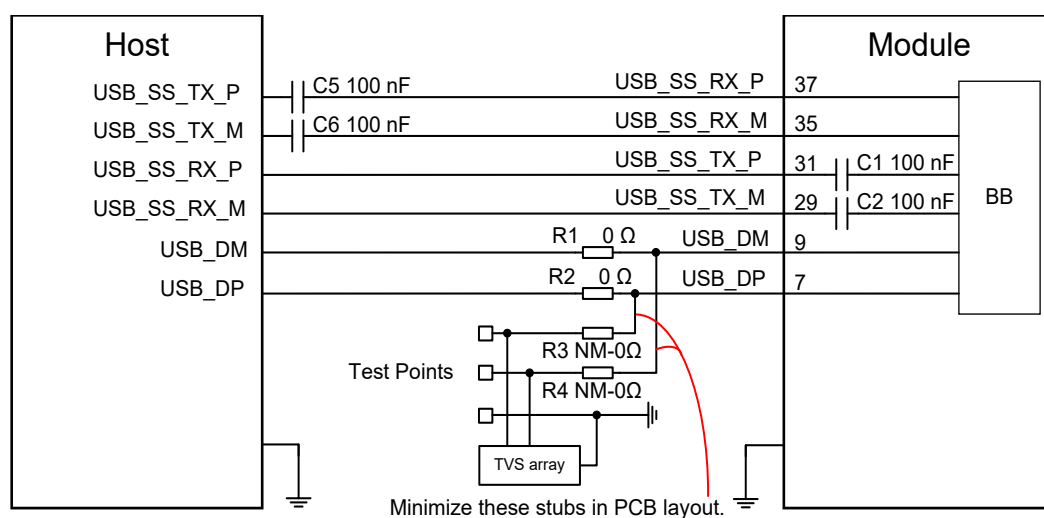 Host
Module
USB_SS_TX_P
C5 100 nF
USB_SS_RX_P
37
USB_SS_TX_M
C6 100 nF
USB_SS_RX_M
35
USB_SS_RX_P
USB_SS_TX_P
31
C1 100 nF
USB_SS_RX_M
USB_SS_TX_M
29
C2 100 nF
BB
USB_DM
R1 0 Ω
USB_DM
9
USB_DP
R2 0 Ω
USB_DP
7
R3 NM-0Ω
Test Points
R4 NM-0Ω
TVS array
Minimize these stubs in PCB layout.